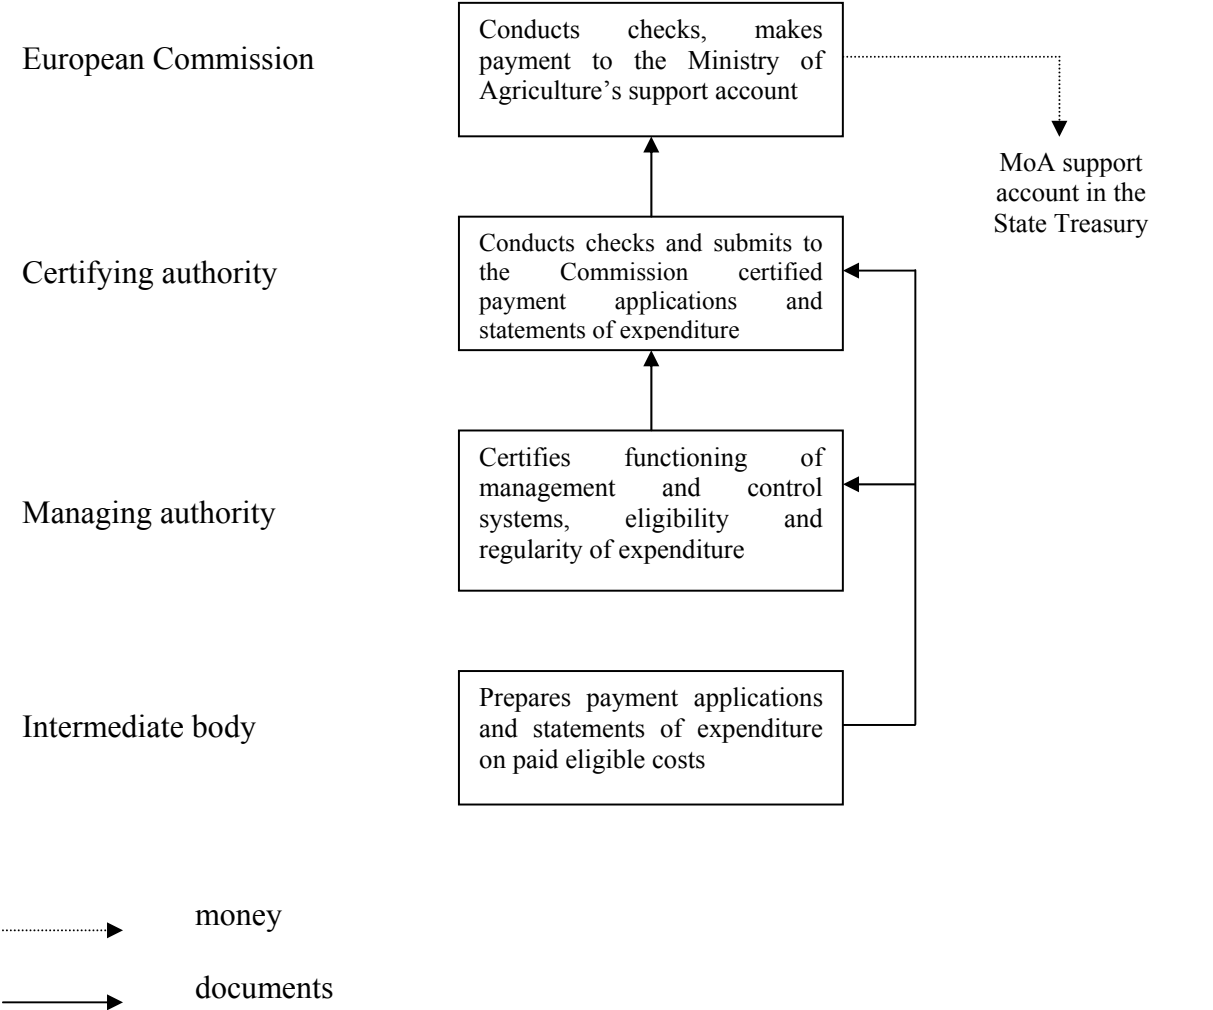 European Commission
Conducts checks, makes
payment to the Ministry of
Agriculture’s support account
MoA support
account in the
State Treasury
Certifying authority
Conducts checks and submits to
the Commission certified
payment applications and
statements of expenditure
Managing authority
Certifies functioning of
management and control
systems, eligibility and
regularity of expenditure
Intermediate body
Prepares payment applications
and statements of expenditure
on paid eligible costs
money
documents